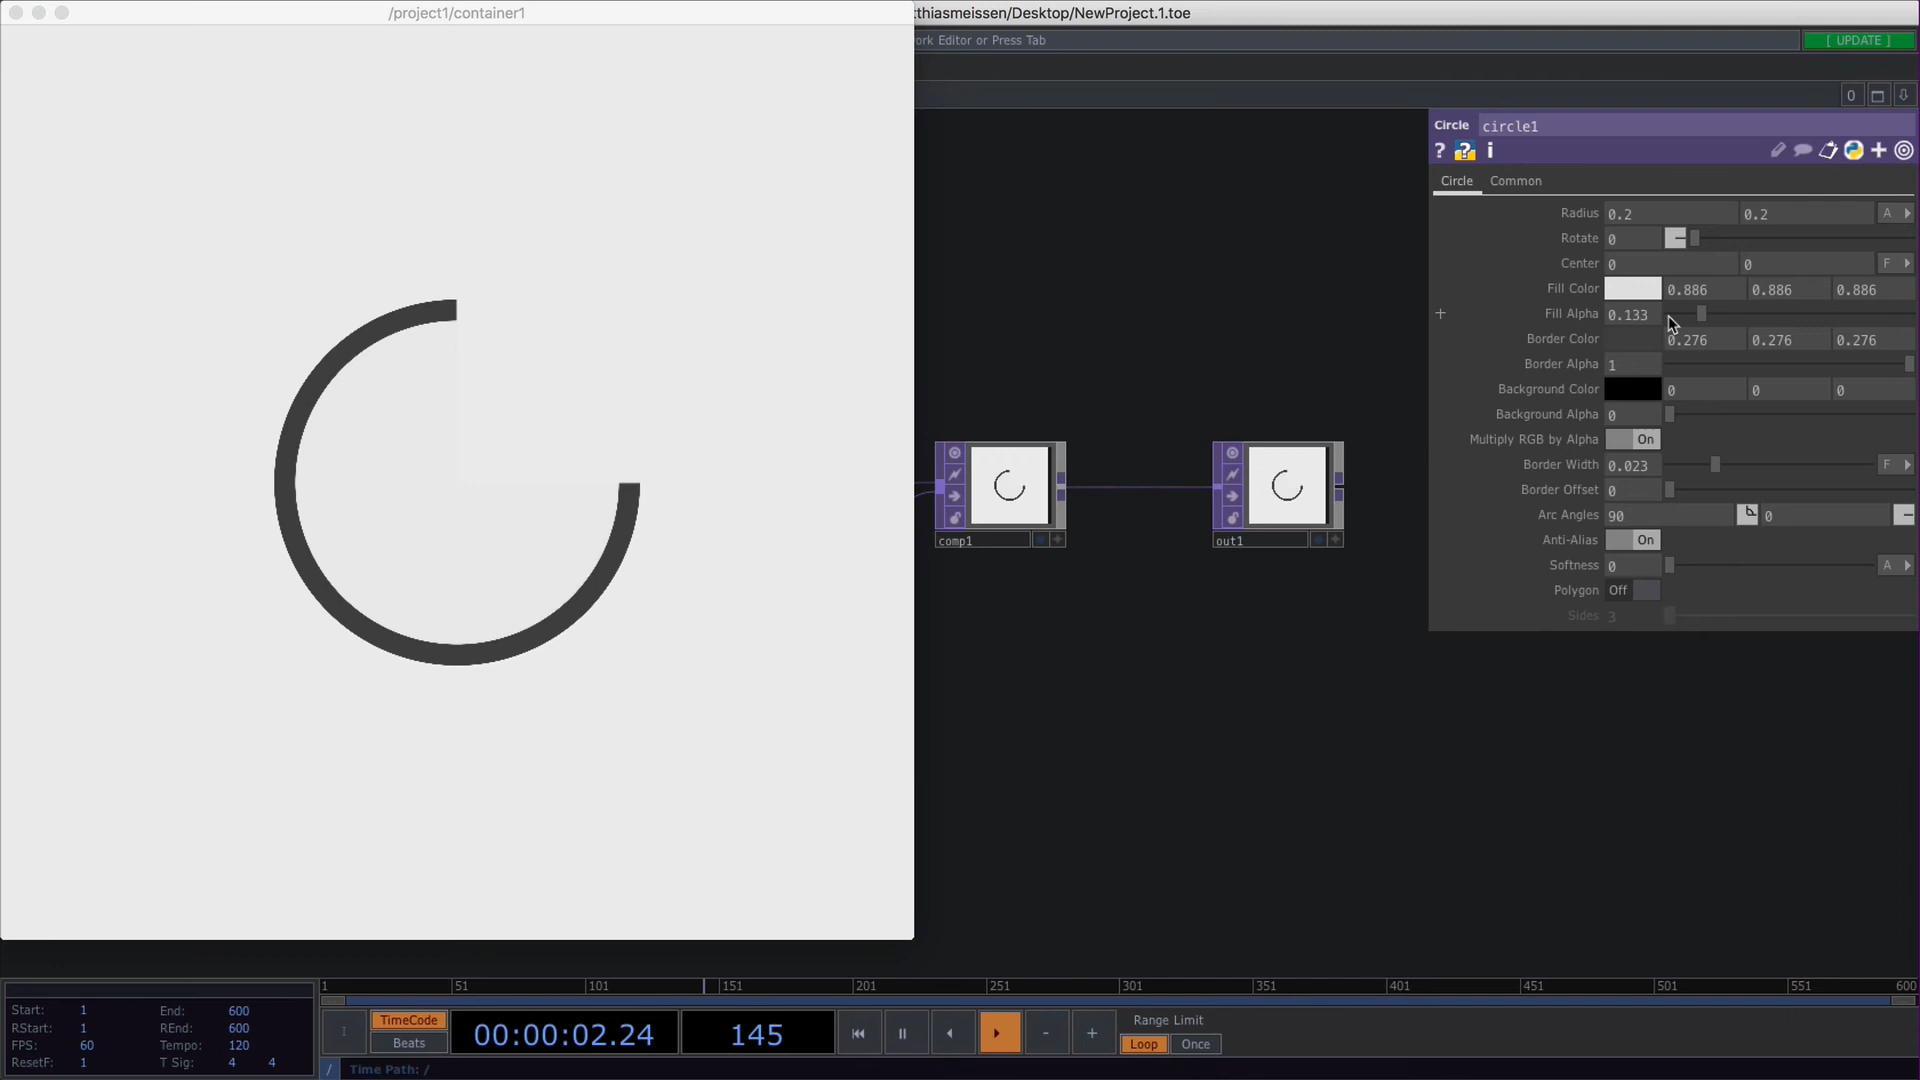 /project1/container1
tthiasmeissen/Desktop/NewProject.1.toe
ork Editor or Press Tab
[ UPDATE ]
0
Circle circle1
? ? i
Circle Common
Radius 0.2 0.2 A
Rotate 0
Center 0 0 F
Fill Color 0.886 0.886 0.886
+ Fill Alpha 0.133
Border Color 0.276 0.276 0.276
Border Alpha 1
Background Color 0 0 0
Background Alpha 0
Multiply RGB by Alpha On
Border Width 0.023 F
Border Offset 0
Arc Angles 90 0
Anti-Alias On
Softness 0 A
Polygon Off
Sides 3
comp1
out1
1 51 101 151 201 251 301 351 401 451 501 551 600
Start: 1 End: 600
RStart: 1 REnd: 600
FPS: 60 Tempo: 120
ResetF: 1 T Sig: 4 4
I
TimeCode
Beats
00:00:02.24
145
- +
Range Limit
Loop Once
/ Time Path: /